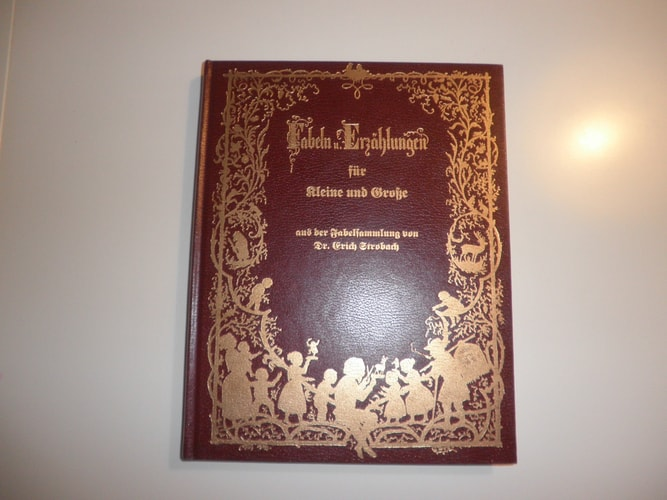 Fabeln u. Erzählungen
für
Kleine und Große
aus der Fabelsammlung von
Dr. Erich Strobach